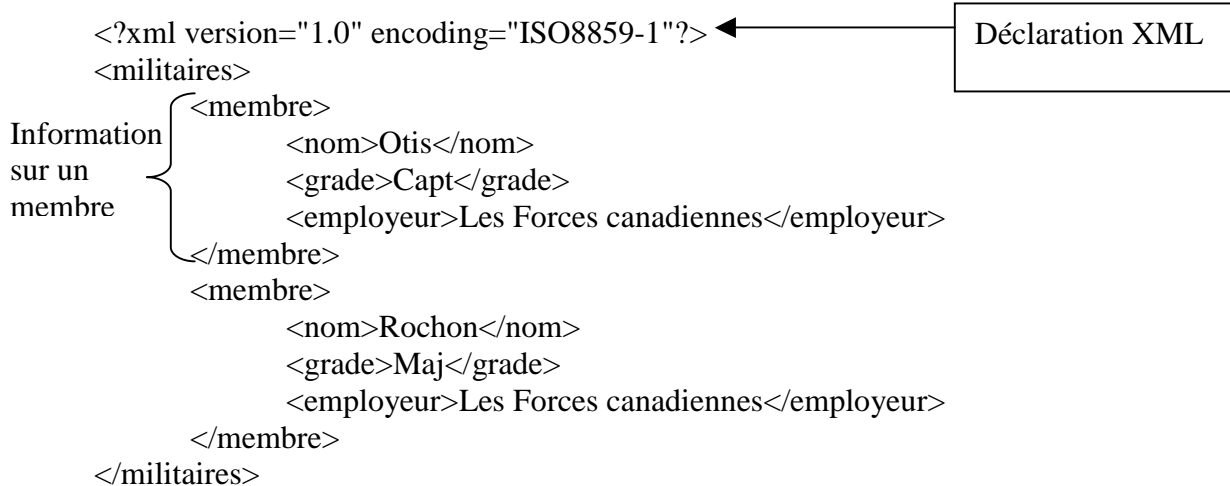 <?xml version="1.0" encoding="ISO8859-1"?>
Déclaration XML
<militaires>
<membre>
Information
sur un
membre
<nom>Otis</nom>
<grade>Capt</grade>
<employeur>Les Forces canadiennes</employeur>
</membre>
<membre>
<nom>Rochon</nom>
<grade>Maj</grade>
<employeur>Les Forces canadiennes</employeur>
</membre>
</militaires>